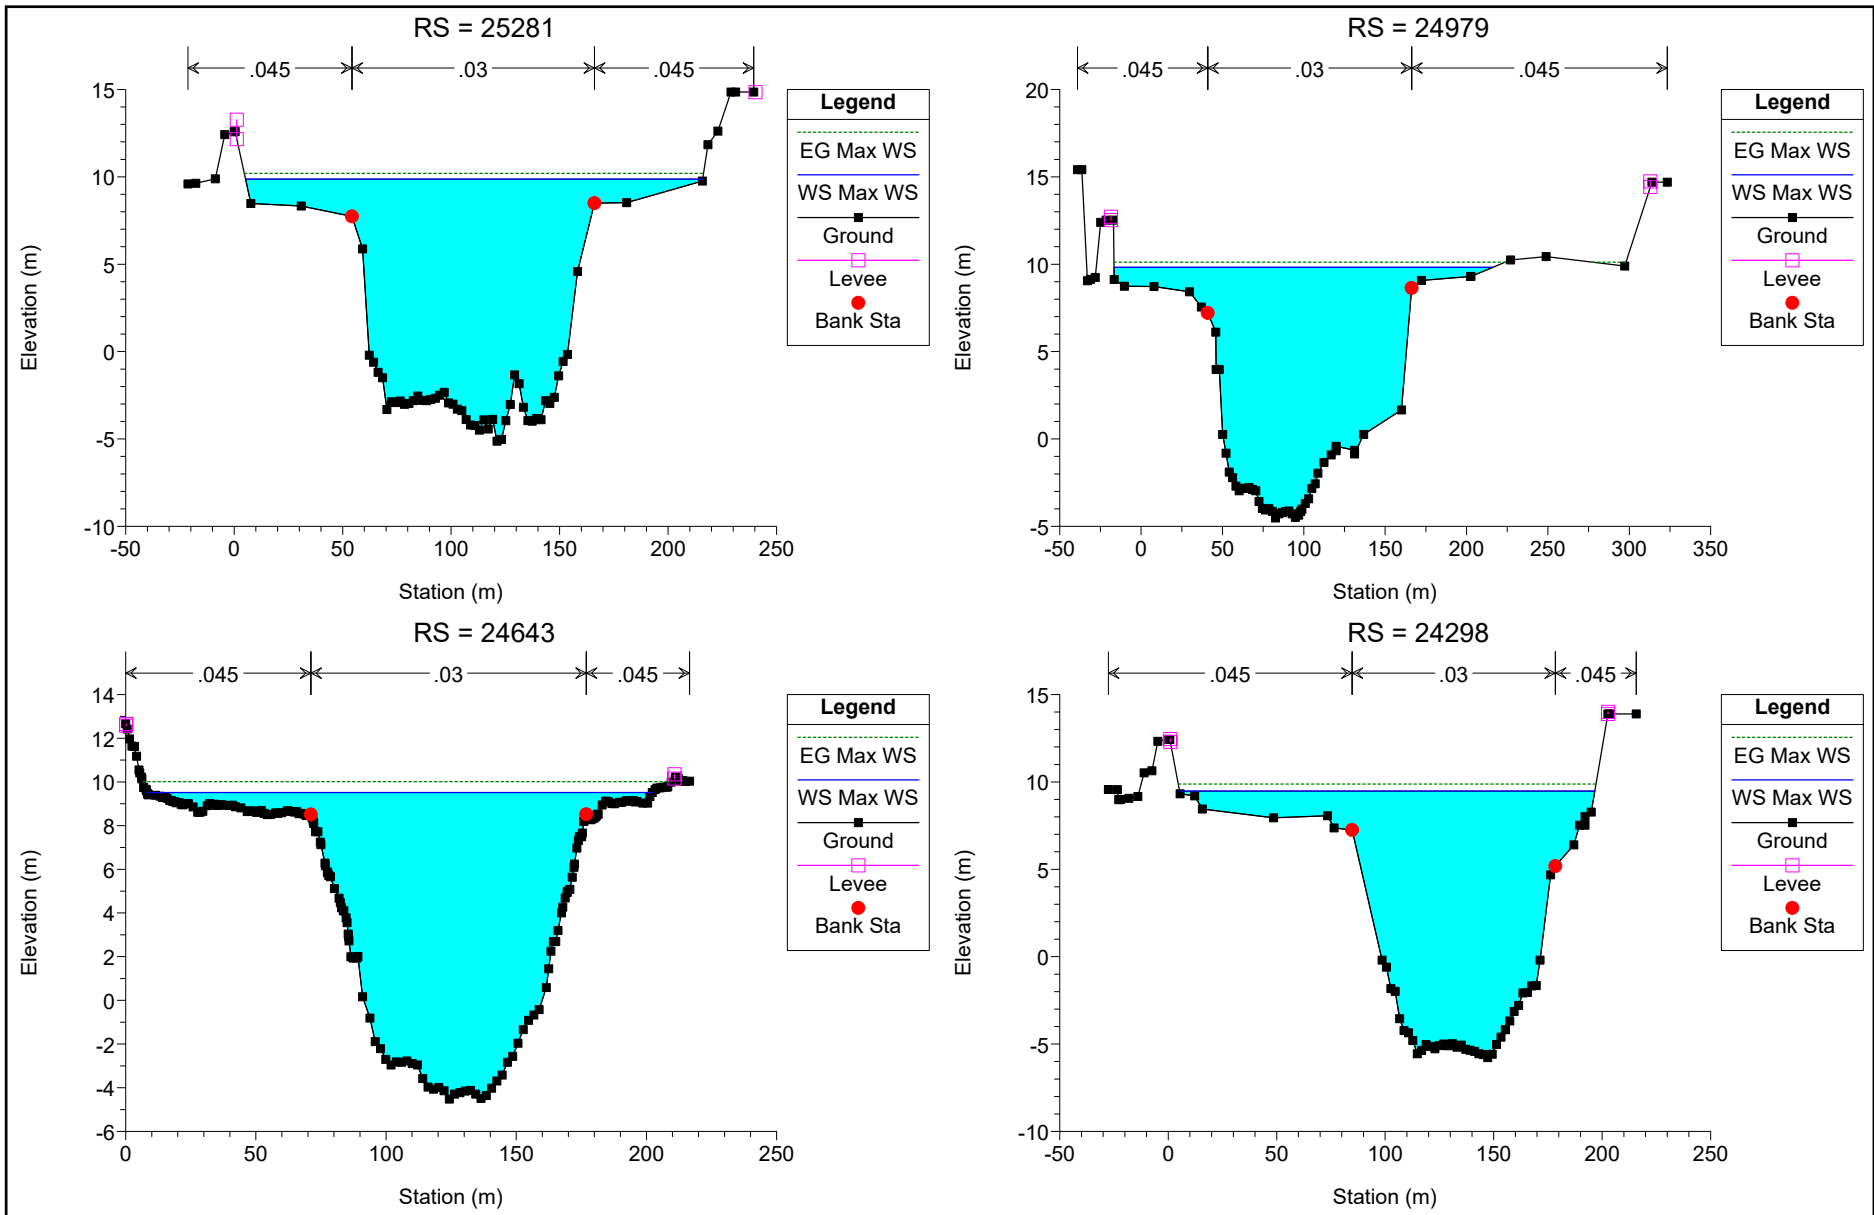 RS = 25281
.045 .03 .045
15
10
5
0
-5
-10
-50 0 50 100 150 200 250
Elevation (m)
Station (m)
Legend
EG Max WS
WS Max WS
Ground
Levee
Bank Sta
RS = 24979
.045 .03 .045
20
15
10
5
0
-5
-50 0 50 100 150 200 250 300 350
Elevation (m)
Station (m)
Legend
EG Max WS
WS Max WS
Ground
Levee
Bank Sta
RS = 24643
.045 .03 .045
14
12
10
8
6
4
2
0
-2
-4
-6
0 50 100 150 200 250
Elevation (m)
Station (m)
Legend
EG Max WS
WS Max WS
Ground
Levee
Bank Sta
RS = 24298
.045 .03 .045
15
10
5
0
-5
-10
-50 0 50 100 150 200 250
Elevation (m)
Station (m)
Legend
EG Max WS
WS Max WS
Ground
Levee
Bank Sta